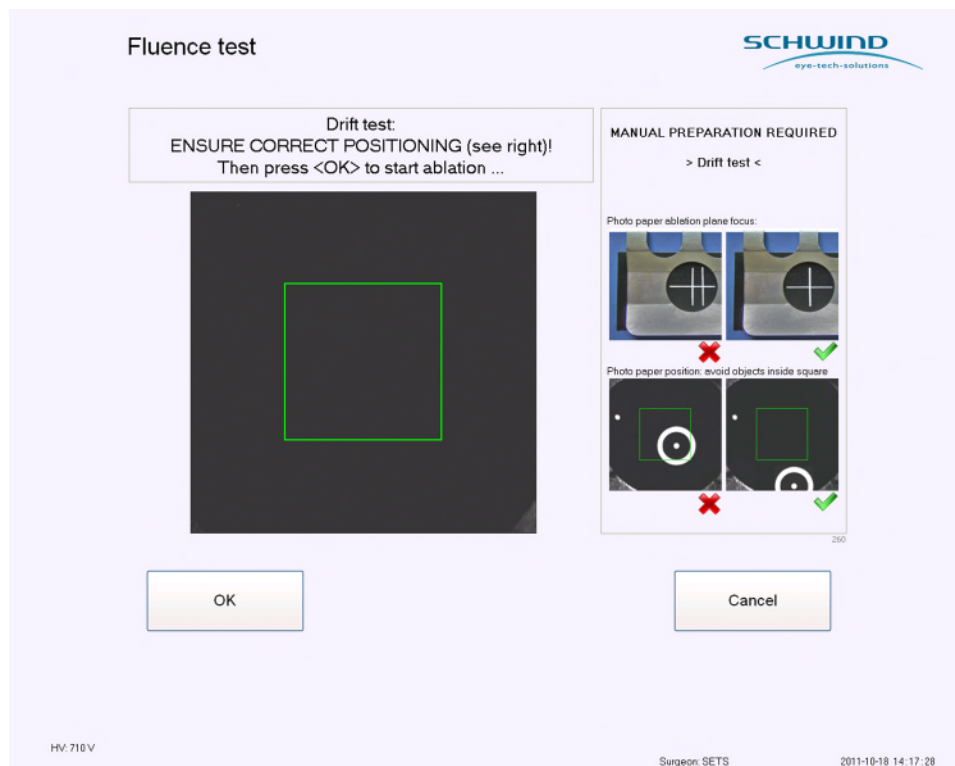 Fluence test
SCHWIND
eye-tech-solutions
Drift test:
ENSURE CORRECT POSITIONING (see right)!
Then press <OK> to start ablation ...
MANUAL PREPARATION REQUIRED
> Drift test <
Photo paper ablation plane focus:
Photo paper position: avoid objects inside square
260
OK
Cancel
HV: 710 V
Surgeon: SETS
2011-10-18 14:17:28